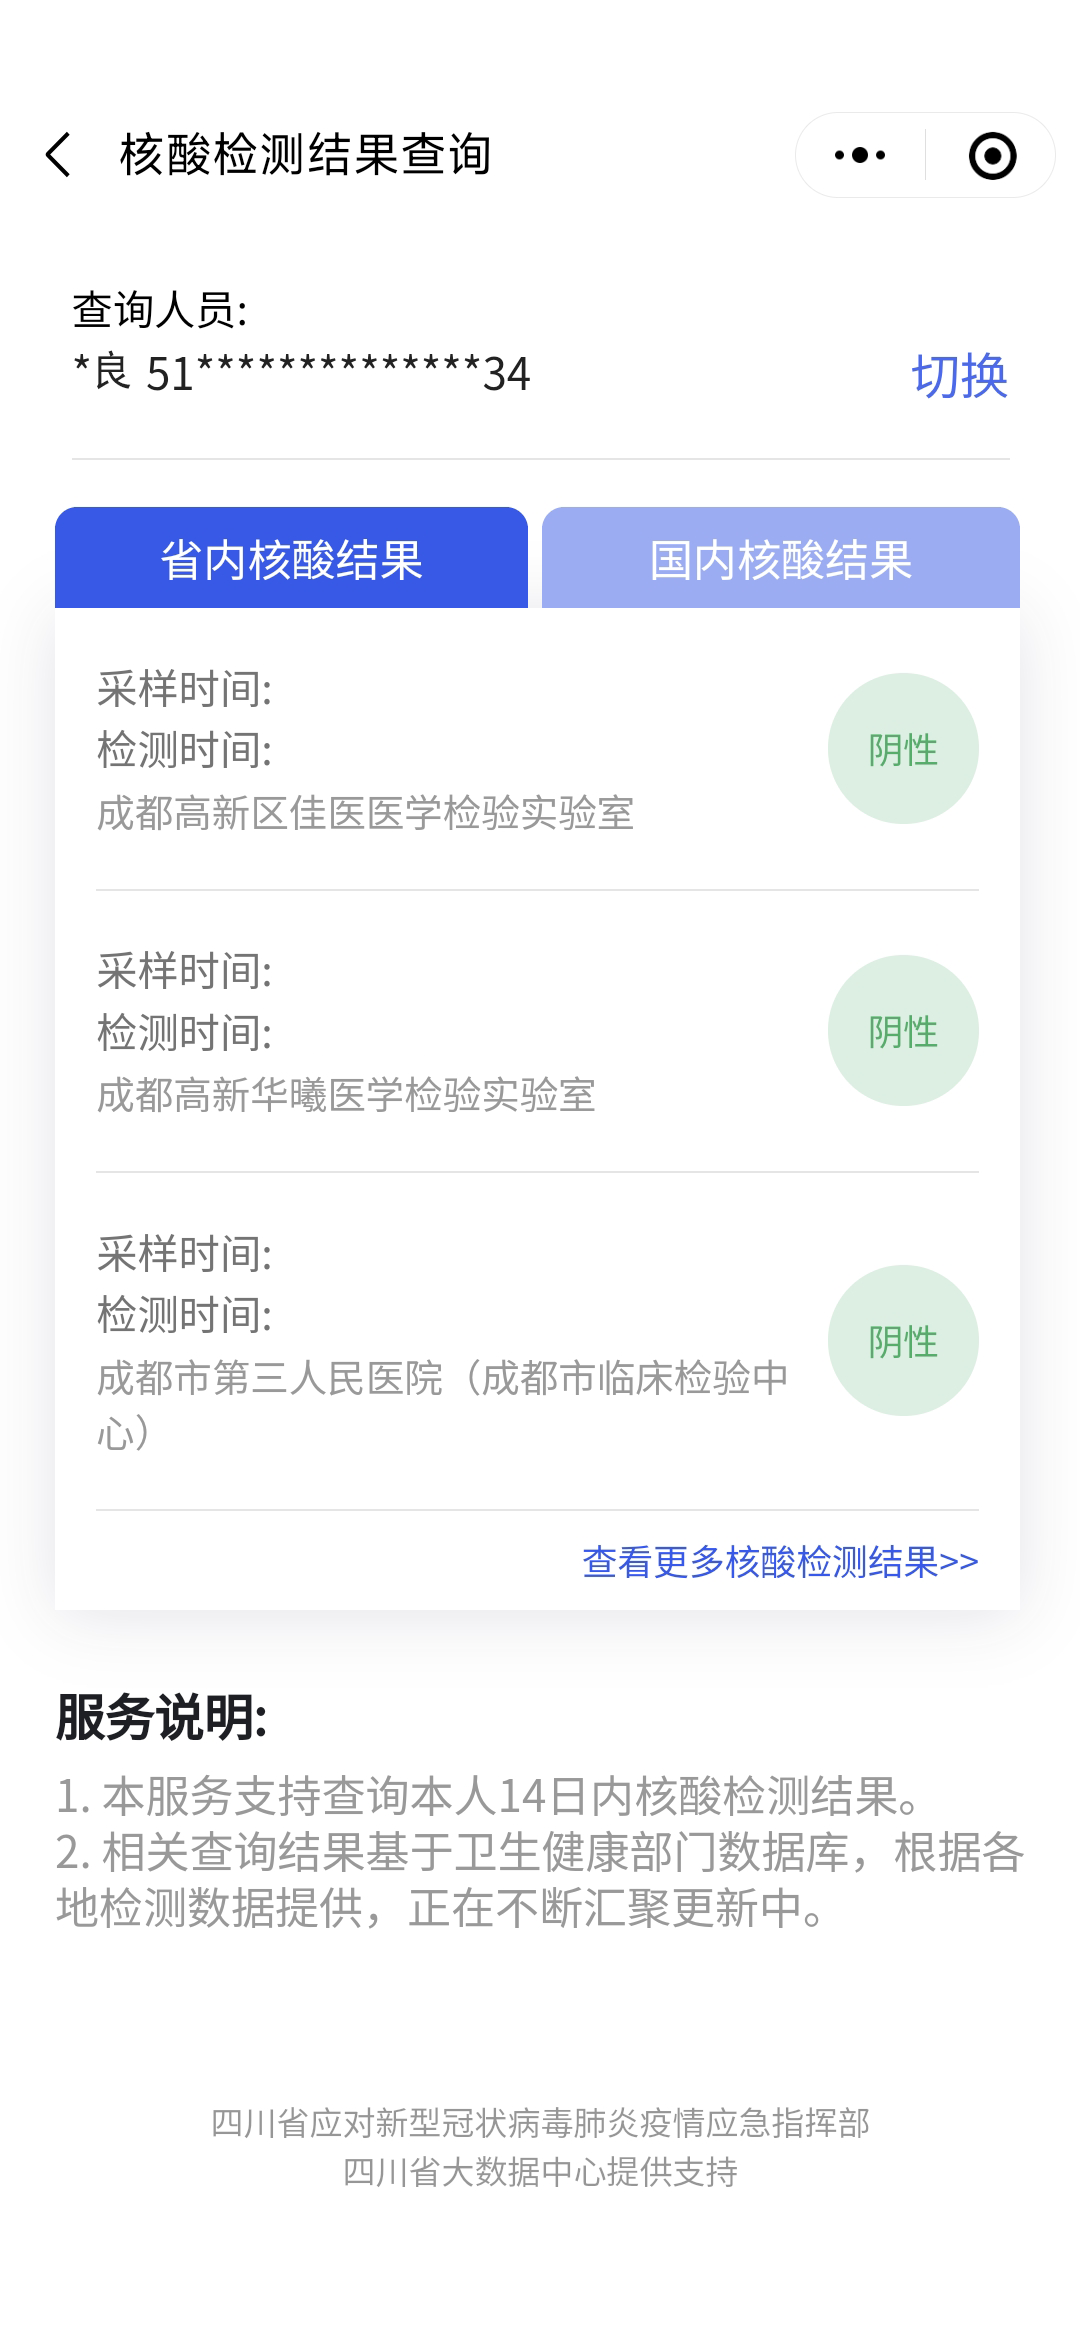 核酸检测结果查询
查询人员:
*良 51**************34
切换
省内核酸结果
国内核酸结果
采样时间:
检测时间:
成都高新区佳医医学检验实验室
阴性
采样时间:
检测时间:
成都高新华曦医学检验实验室
阴性
采样时间:
检测时间:
成都市第三人民医院（成都市临床检验中
心）
阴性
查看更多核酸检测结果>>
服务说明:
1. 本服务支持查询本人14日内核酸检测结果。
2. 相关查询结果基于卫生健康部门数据库，根据各
地检测数据提供，正在不断汇聚更新中。
四川省应对新型冠状病毒肺炎疫情应急指挥部
四川省大数据中心提供支持